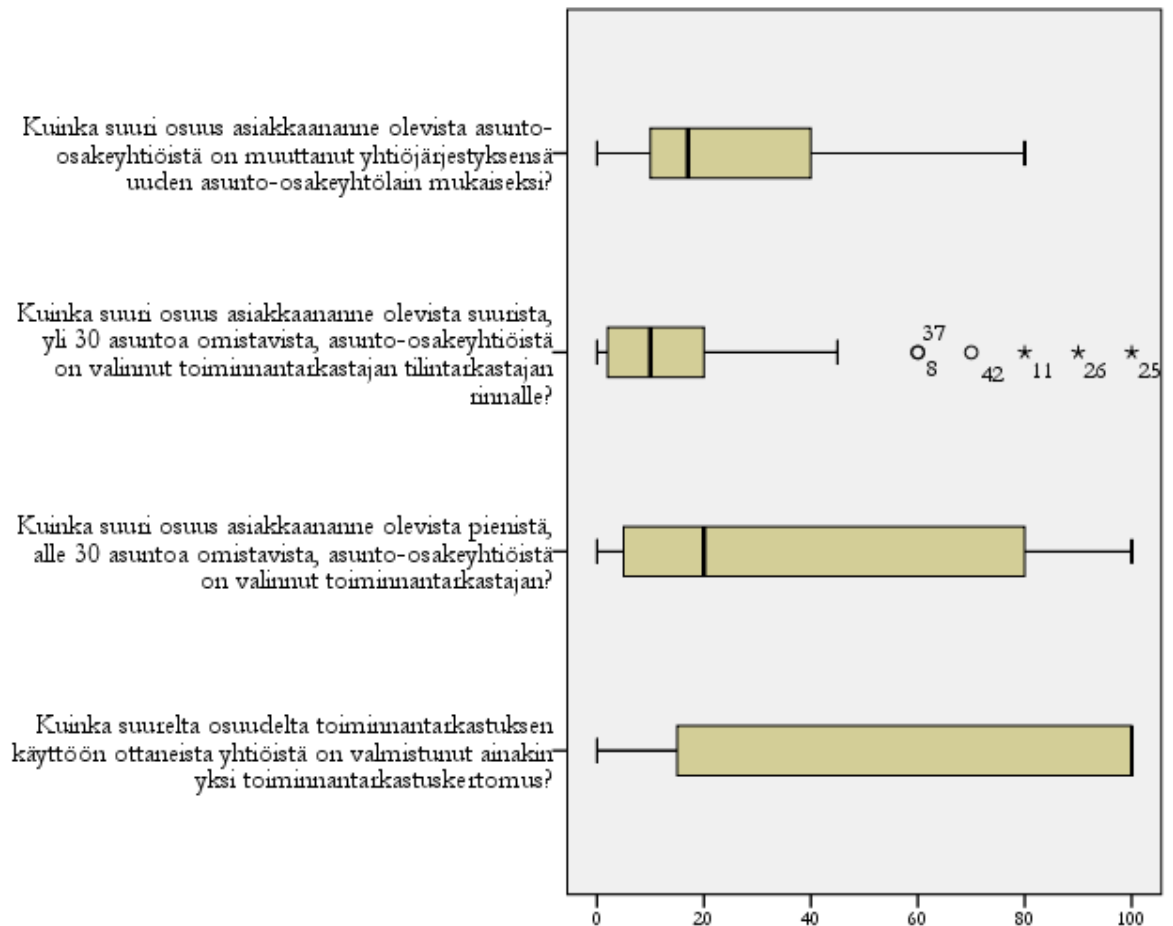 Kuinka suuri osuus asiakkaananne olevista asunto-
osakeyhtiöistä on muuttanut yhtiöjärjestyksensä
uuden asunto-osakeyhtölain mukaiseksi?
Kuinka suuri osuus asiakkaananne olevista suurista,
yli 30 asuntoa omistavista, asunto-osakeyhtiöistä
on valinnut toiminnantarkastajan tilintarkastajan
rinnalle?
37
8
42
11
26
25
Kuinka suuri osuus asiakkaananne olevista pienistä,
alle 30 asuntoa omistavista, asunto-osakeyhtiöistä
on valinnut toiminnantarkastajan?
Kuinka suurelta osuudelta toiminnantarkastuksen
käyttöön ottaneista yhtiöistä on valmistunut ainakin
yksi toiminnantarkastuskertomus?
0 20 40 60 80 100